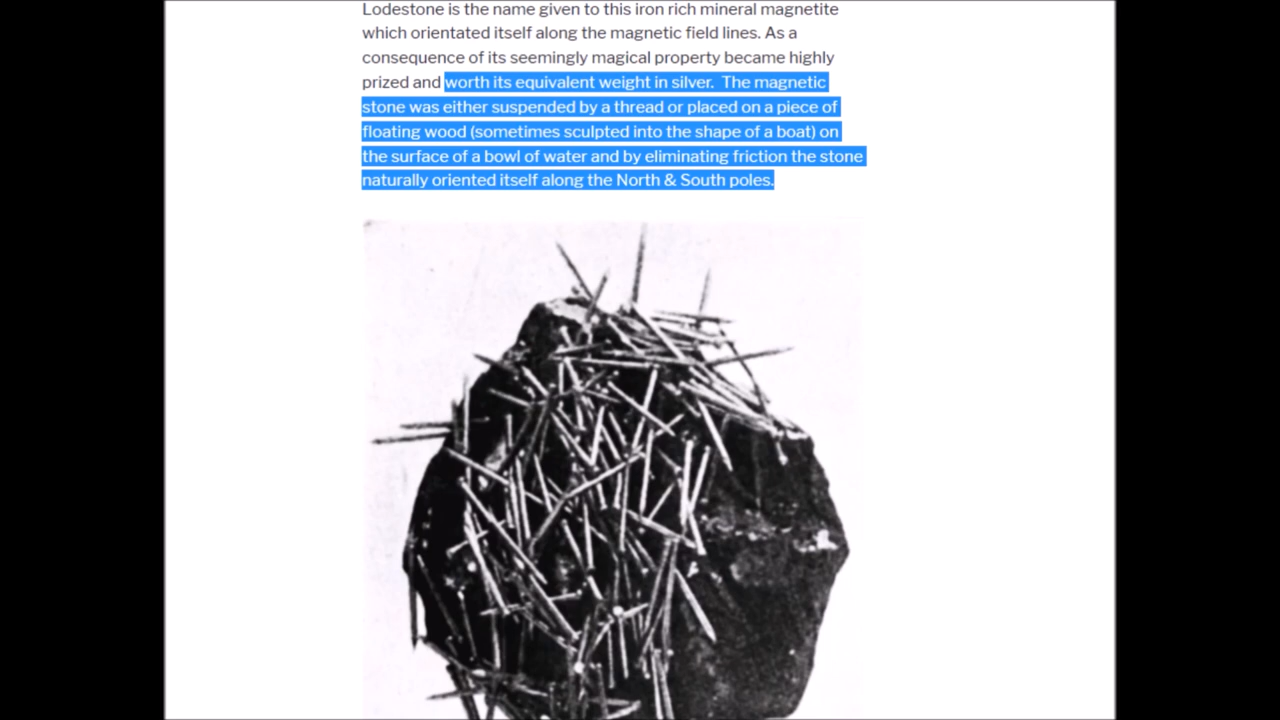 Lodestone is the name given to this iron rich mineral magnetite
which orientated itself along the magnetic field lines. As a
consequence of its seemingly magical property became highly
prized and worth its equivalent weight in silver.  The magnetic
stone was either suspended by a thread or placed on a piece of
floating wood (sometimes sculpted into the shape of a boat) on
the surface of a bowl of water and by eliminating friction the stone
naturally oriented itself along the North & South poles.